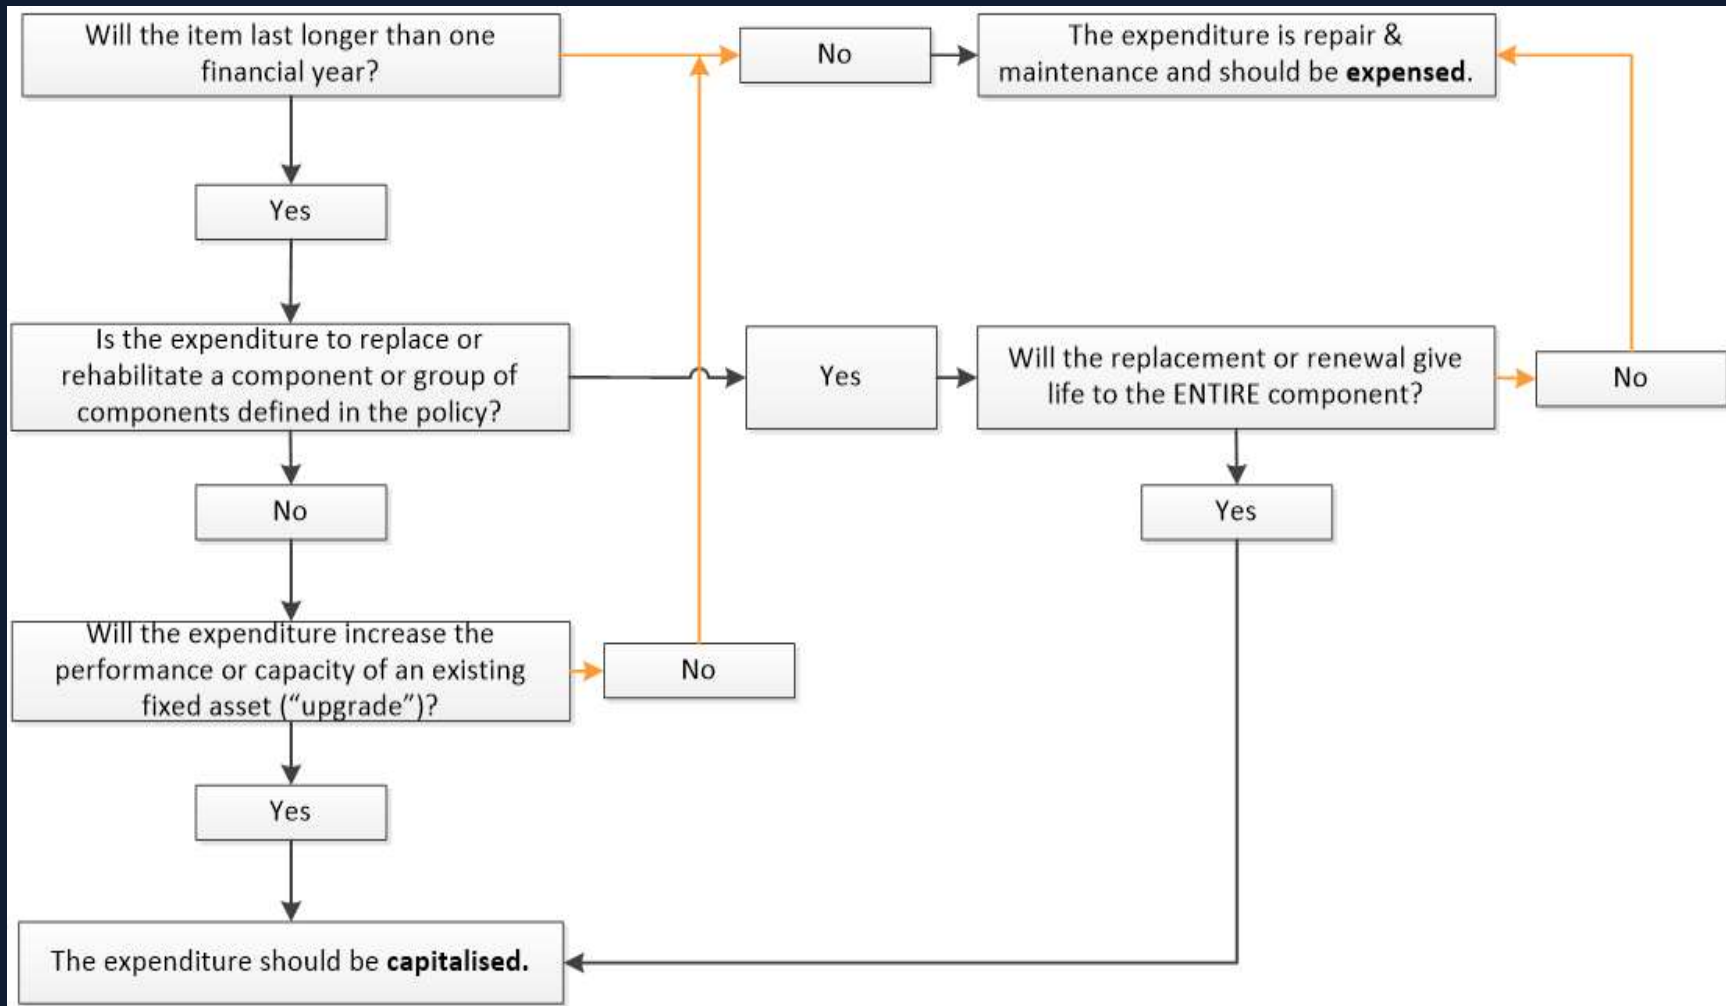 Will the item last longer than one
financial year?
No
The expenditure is repair &
maintenance and should be expensed.
Yes
Is the expenditure to replace or
rehabilitate a component or group of
components defined in the policy?
Yes
Will the replacement or renewal give
life to the ENTIRE component?
No
No
Yes
Will the expenditure increase the
performance or capacity of an existing
fixed asset (“upgrade”)?
No
Yes
The expenditure should be capitalised.